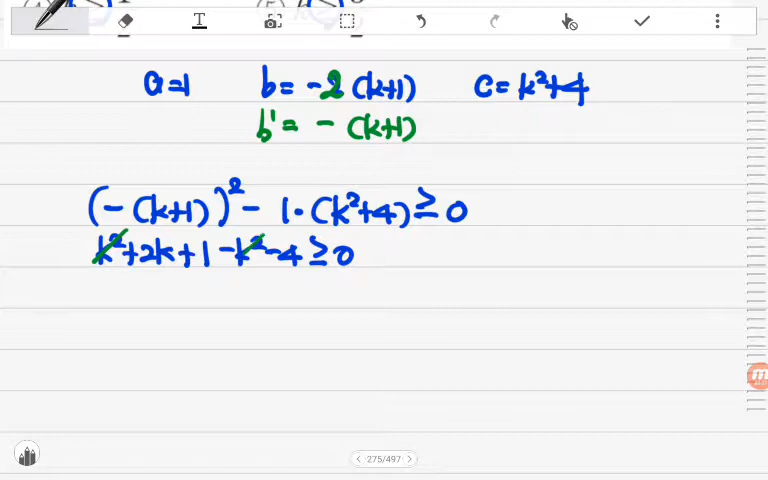 T
a=1 b=-2(k+1) c=k²+4
b'=-(k+1)
(-(k+1))²-1·(k²+4)≥0
k²+2k+1-k²-4≥0
275/497